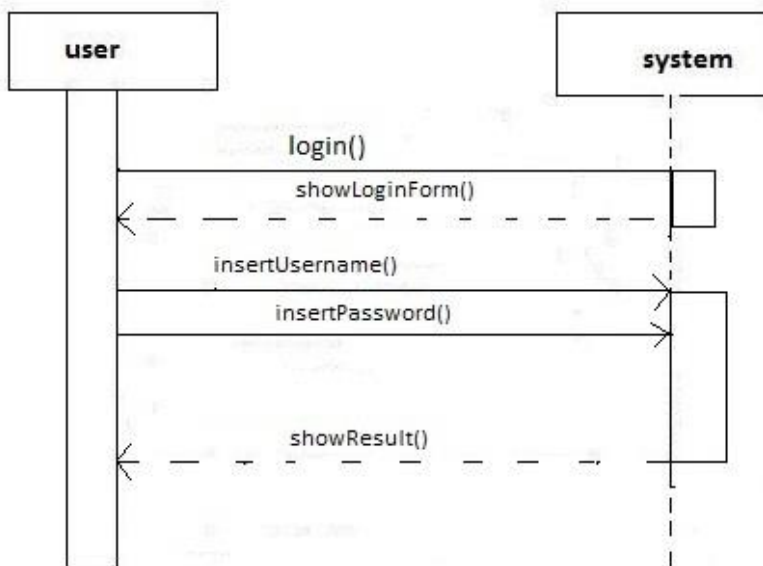 user
system
login()
showLoginForm()
insertUsername()
insertPassword()
showResult()